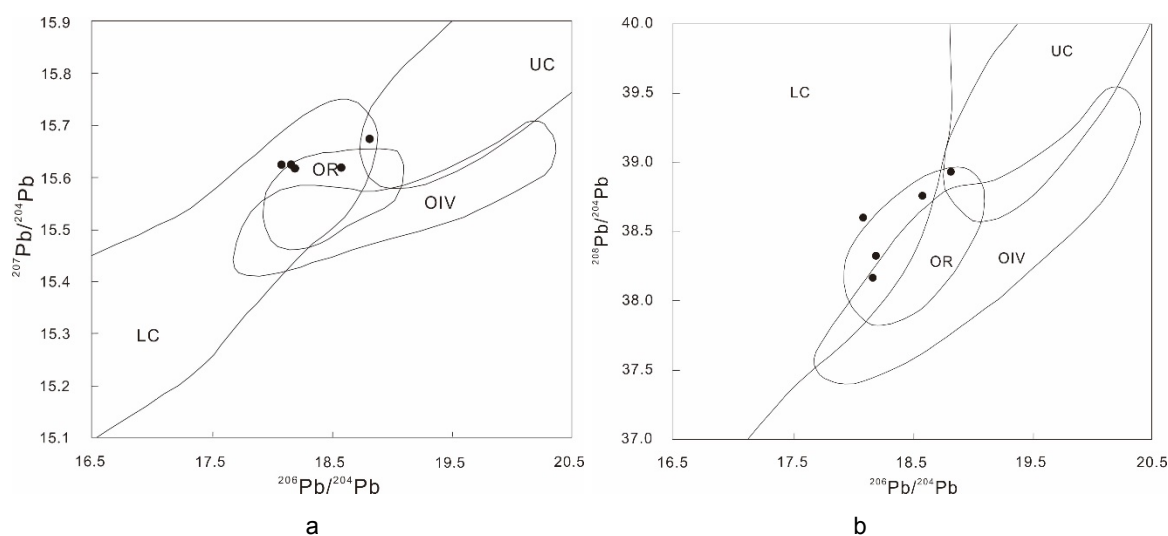 15.9
15.8
15.7
15.6
15.5
15.4
15.3
15.2
15.1
²⁰⁷Pb/²⁰⁴Pb
UC
OR
OIV
LC
16.5 17.5 18.5 19.5 20.5
²⁰⁶Pb/²⁰⁴Pb
a
40.0
39.5
39.0
38.5
38.0
37.5
37.0
²⁰⁸Pb/²⁰⁴Pb
UC
LC
OR
OIV
16.5 17.5 18.5 19.5 20.5
²⁰⁶Pb/²⁰⁴Pb
b